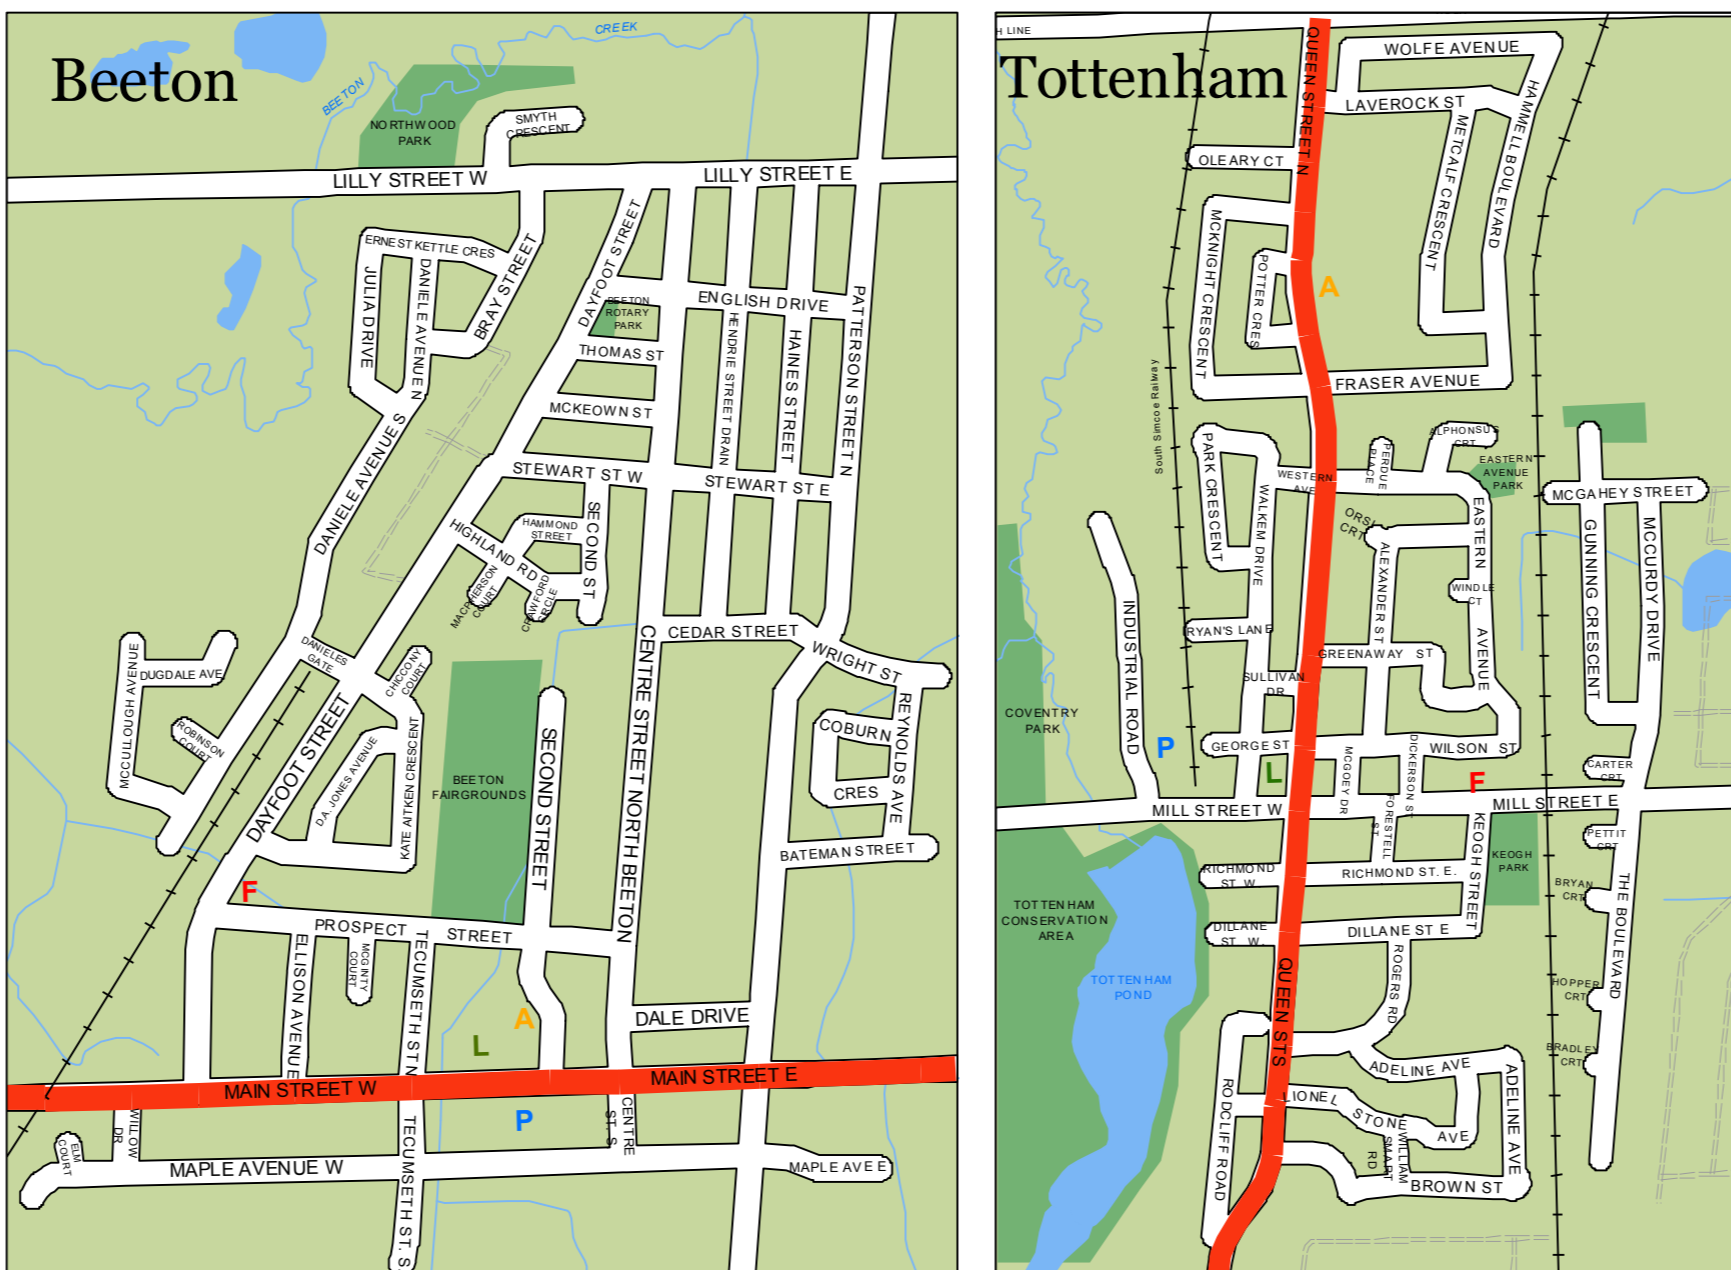 Beeton
CREEK
BEETON
NORTHWOOD
PARK
SMYTH
CRESCENT
LILLY STREET W
LILLY STREET E
ERNEST KETTLE CRES
JULIA DRIVE
DANIELE AVENUE N
BRAY STREET
DAYFOOT STREET
BEETON
ROTARY
PARK
ENGLISH DRIVE
HENDRIE STREET DRAIN
HAINES STREET
PATTERSON STREET N
THOMAS ST
MCKEOWN ST
DANIELE AVENUE S
STEWART ST W
STEWART ST E
HIGHLAND RD
HAMMOND
STREET
SECOND ST
MACPHERSON
COURT
CRAWFORD
CIRCLE
CENTRE STREET NORTH BEETON
CEDAR STREET
WRIGHT ST
DANIELES
GATE
CHICCONY
COURT
MCCULLOUGH AVENUE
DUGDALE AVE
ROBINSON
COURT
DAYFOOT STREET
D.A. JONES AVENUE
KATE AITKEN CRESCENT
BEETON
FAIRGROUNDS
SECOND STREET
COBURN
CRES
REYNOLDS AVE
BATEMAN STREET
F
PROSPECT STREET
ELLISON AVENUE
MCGINTY
COURT
TECUMSETH ST N
A
L
DALE DRIVE
MAIN STREET W
MAIN STREET E
P
WILLOW
DR
ELM
COURT
CENTRE
ST. S
MAPLE AVENUE W
MAPLE AVE E
TECUMSETH ST. S
Tottenham
H LINE
QUEEN STREET N
WOLFE AVENUE
LAVEROCK ST
HAMMELL BOULEVARD
METCALF CRESCENT
OLEARY CT
MCKNIGHT CRESCENT
POTTER CRES
A
FRASER AVENUE
South Simcoe Railway
PARK CRESCENT
WALKEM DRIVE
WESTERN
AVE
PERDUE
PLACE
ALPHONSUS
CRT
EASTERN
AVENUE
PARK
ORSI
CRT
EASTERN AVENUE
ALEXANDER ST
WINDLE
CT
MCGAHEY STREET
GUNNING CRESCENT
MCCURDY DRIVE
INDUSTRIAL ROAD
RYAN'S LANE
GREENAWAY ST
SULLIVAN
DR
COVENTRY
PARK
P
GEORGE ST
L
MCGOEY DR
DICKERSON ST
WILSON ST
F
CARTER
CRT
MILL STREET W
MILL STREET E
FORESTELL
ST
KEOGH STREET
KEOGH
PARK
PETTIT
CRT
BRYAN
CRT
THE BOULEVARD
RICHMOND
ST. W
RICHMOND ST. E.
TOTTENHAM
CONSERVATION
AREA
DILLANE
ST W.
DILLANE ST E
ROGERS RD
TOTTENHAM
POND
QUEEN ST S
HOPPER
CRT
BRADLEY
CRT
ADELINE AVE
ADELINE AVE
RODCLIFF ROAD
LIONEL STONE AVE
WILLIAM
SMART
RD
BROWN ST